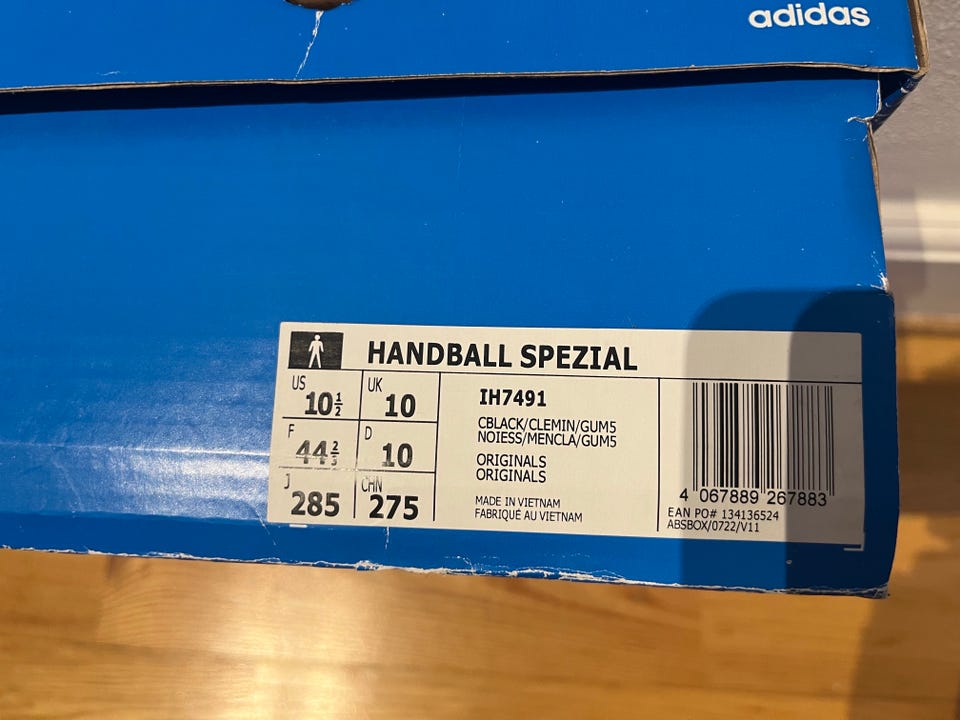 adidas
HANDBALL SPEZIAL
US 10½ UK 10
F 44⅔ D 10
J 285 CHN 275
IH7491
CBLACK/CLEMIN/GUM5
NOIESS/MENCLA/GUM5
ORIGINALS
ORIGINALS
MADE IN VIETNAM
FABRIQUÉ AU VIETNAM
4 067889 267883
EAN PO# 134136524
ABSBOX/0722/V11